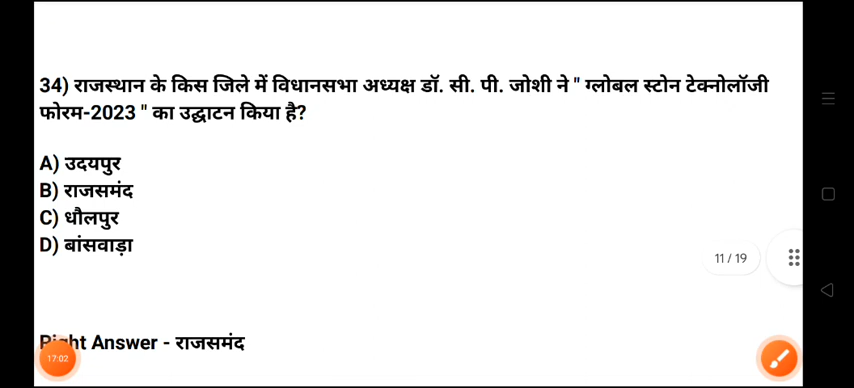 34) राजस्थान के किस जिले में विधानसभा अध्यक्ष डॉ. सी. पी. जोशी ने " ग्लोबल स्टोन टेक्नोलॉजी
फोरम-2023 " का उद्घाटन किया है?
A) उदयपुर
B) राजसमंद
C) धौलपुर
D) बांसवाड़ा
11 / 19
Right Answer - राजसमंद
17:02